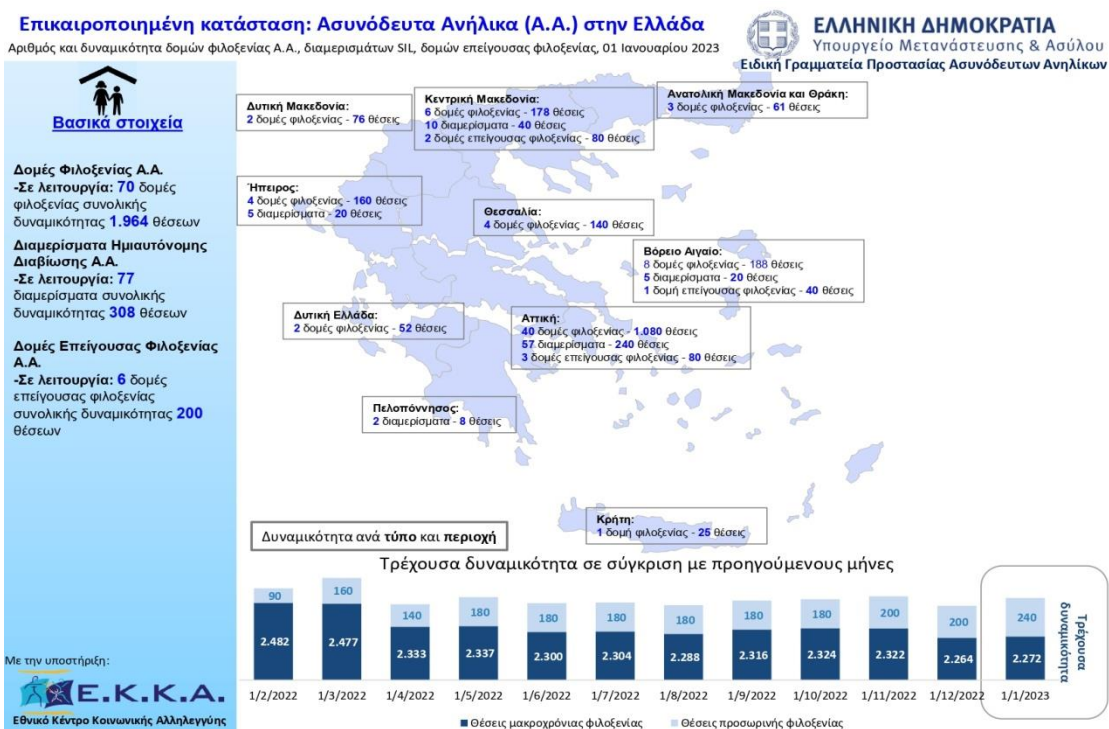 Επικαιροποιημένη κατάσταση: Ασυνόδευτα Ανήλικα (Α.Α.) στην Ελλάδα
Αριθμός και δυναμικότητα δομών φιλοξενίας Α.Α., διαμερισμάτων SIL, δομών επείγουσας φιλοξενίας, 01 Ιανουαρίου 2023
ΕΛΛΗΝΙΚΗ ΔΗΜΟΚΡΑΤΙΑ
Υπουργείο Μετανάστευσης & Ασύλου
Ειδική Γραμματεία Προστασίας Ασυνόδευτων Ανηλίκων
Βασικά στοιχεία
Δομές Φιλοξενίας Α.Α.
-Σε λειτουργία: 70 δομές
φιλοξενίας συνολικής
δυναμικότητας 1.964 θέσεων
Διαμερίσματα Ημιαυτόνομης
Διαβίωσης Α.Α.
-Σε λειτουργία: 77
διαμερίσματα συνολικής
δυναμικότητας 308 θέσεων
Δομές Επείγουσας Φιλοξενίας
Α.Α.
-Σε λειτουργία: 6 δομές
επείγουσας φιλοξενίας
συνολικής δυναμικότητας 200
θέσεων
Με την υποστήριξη:
Ε.Κ.Κ.Α.
Εθνικό Κέντρο Κοινωνικής Αλληλεγγύης
Δυτική Μακεδονία:
2 δομές φιλοξενίας - 76 θέσεις
Κεντρική Μακεδονία:
6 δομές φιλοξενίας - 178 θέσεις
10 διαμερίσματα - 40 θέσεις
2 δομές επείγουσας φιλοξενίας - 80 θέσεις
Ανατολική Μακεδονία και Θράκη:
3 δομές φιλοξενίας - 61 θέσεις
Ήπειρος:
4 δομές φιλοξενίας - 160 θέσεις
5 διαμερίσματα - 20 θέσεις
Θεσσαλία:
4 δομές φιλοξενίας - 140 θέσεις
Βόρειο Αιγαίο:
8 δομές φιλοξενίας - 188 θέσεις
5 διαμερίσματα - 20 θέσεις
1 δομή επείγουσας φιλοξενίας - 40 θέσεις
Δυτική Ελλάδα:
2 δομές φιλοξενίας - 52 θέσεις
Αττική:
40 δομές φιλοξενίας - 1.080 θέσεις
57 διαμερίσματα - 240 θέσεις
3 δομές επείγουσας φιλοξενίας - 80 θέσεις
Πελοπόννησος:
2 διαμερίσματα - 8 θέσεις
Κρήτη:
1 δομή φιλοξενίας - 25 θέσεις
Δυναμικότητα ανά τύπο και περιοχή
Τρέχουσα δυναμικότητα σε σύγκριση με προηγούμενους μήνες
90 160 140 180 180 180 180 180 180 200 200 240
2.482 2.477 2.333 2.337 2.300 2.304 2.288 2.316 2.324 2.322 2.264 2.272
1/2/2022 1/3/2022 1/4/2022 1/5/2022 1/6/2022 1/7/2022 1/8/2022 1/9/2022 1/10/2022 1/11/2022 1/12/2022 1/1/2023
Τρέχουσα
δυναμικότητα
Θέσεις μακροχρόνιας φιλοξενίας Θέσεις προσωρινής φιλοξενίας